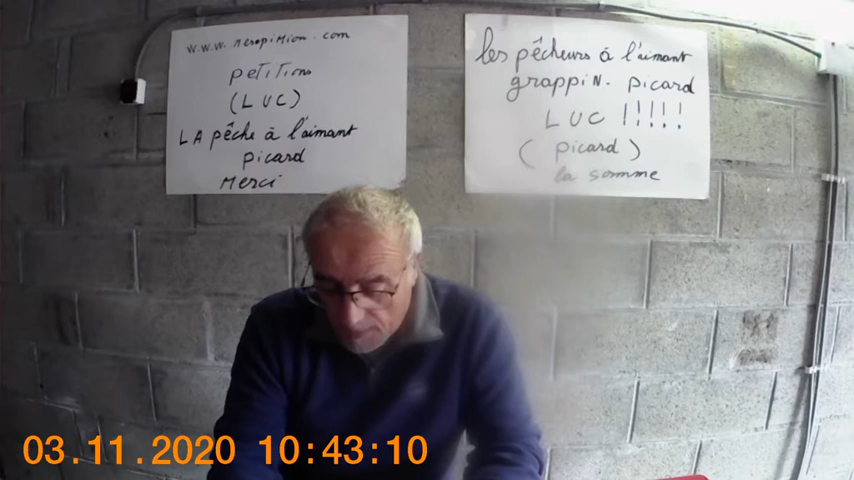 www.mesopinion.com
petitions
(LUC)
LA pêche à l'aimant
picard
Merci
les pêcheurs à l'aimant
grappiN. picard
LUC !!!!!
(picard)
la somme
03.11.2020 10:43:10